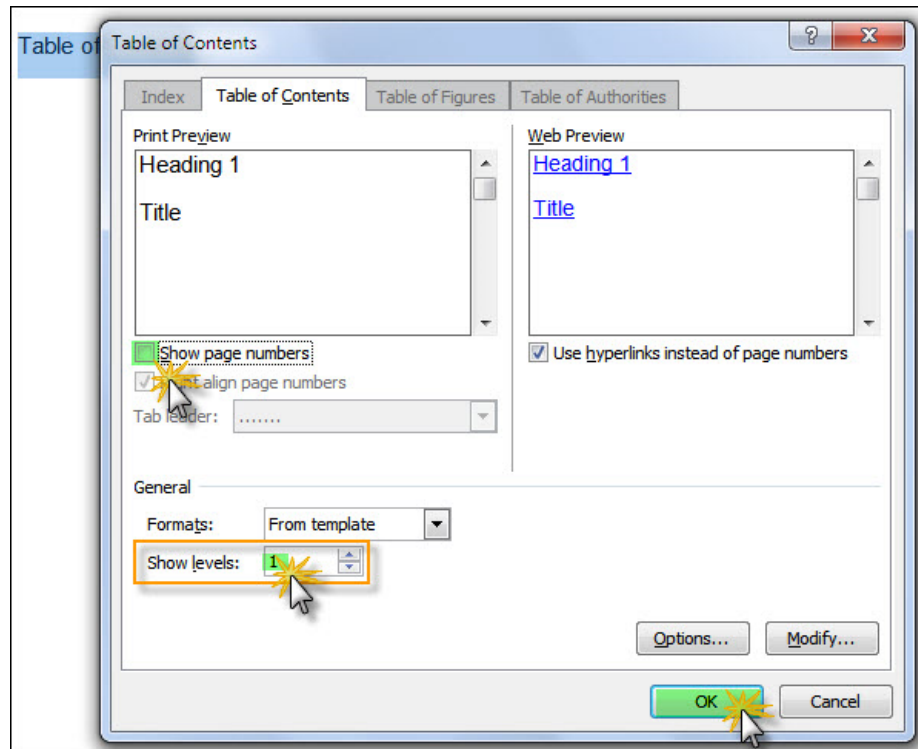 Table of
Table of Contents
Index Table of Contents Table of Figures Table of Authorities
Print Preview
Heading 1
Title
Web Preview
Heading 1
Title
Show page numbers
align page numbers
Tab leader: .......
Use hyperlinks instead of page numbers
General
Formats: From template
Show levels: 1
Options... Modify...
OK Cancel